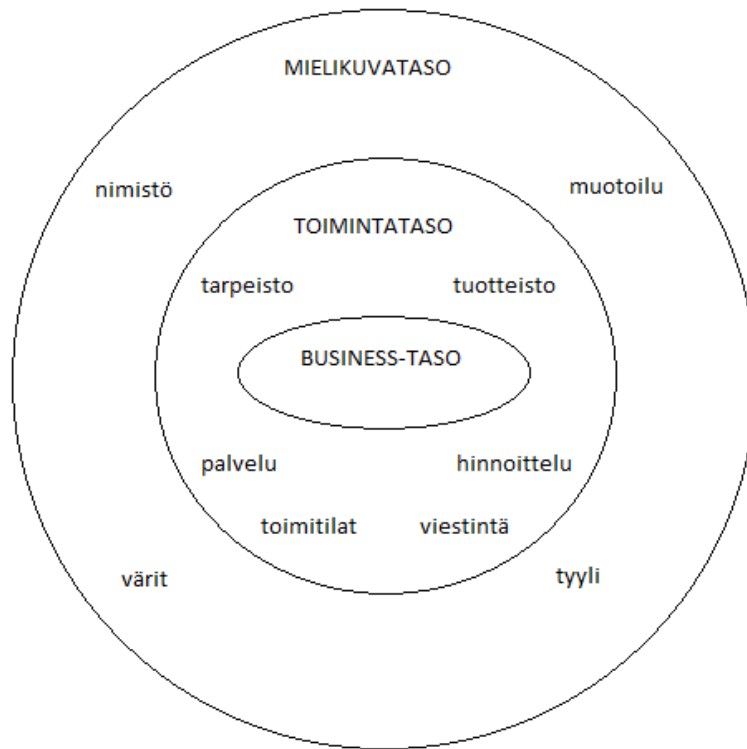 MIELIKUVATASO
nimistö
muotoilu
TOIMINTATASO
tarpeisto
tuotteisto
BUSINESS-TASO
palvelu
hinnoittelu
toimitilat
viestintä
värit
tyyli